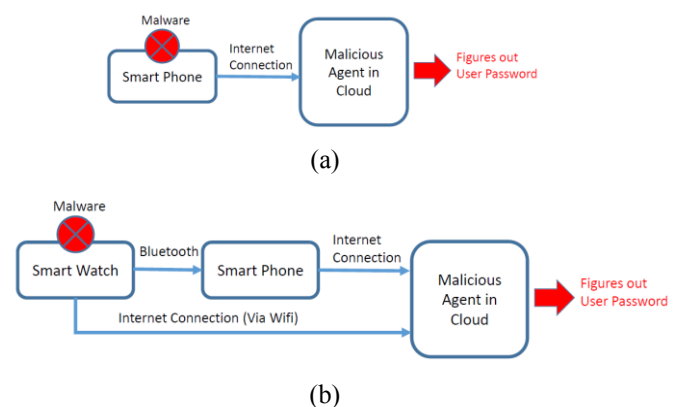 Malware
Smart Phone
Internet
Connection
Malicious
Agent in
Cloud
Figures out
User Password
(a)
Malware
Smart Watch
Bluetooth
Smart Phone
Internet
Connection
Internet Connection (Via Wifi)
Malicious
Agent in
Cloud
Figures out
User Password
(b)